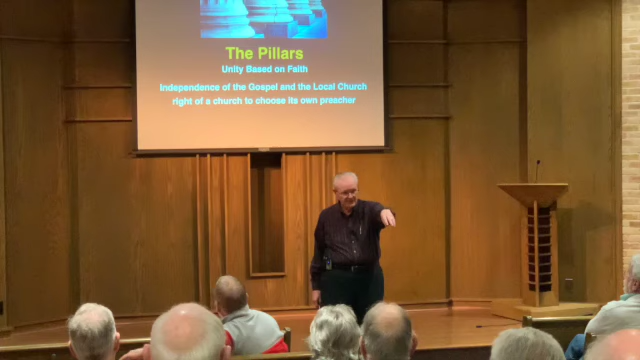 The Pillars
Unity Based on Faith
Independence of the Gospel and the Local Church
right of a church to choose its own preacher